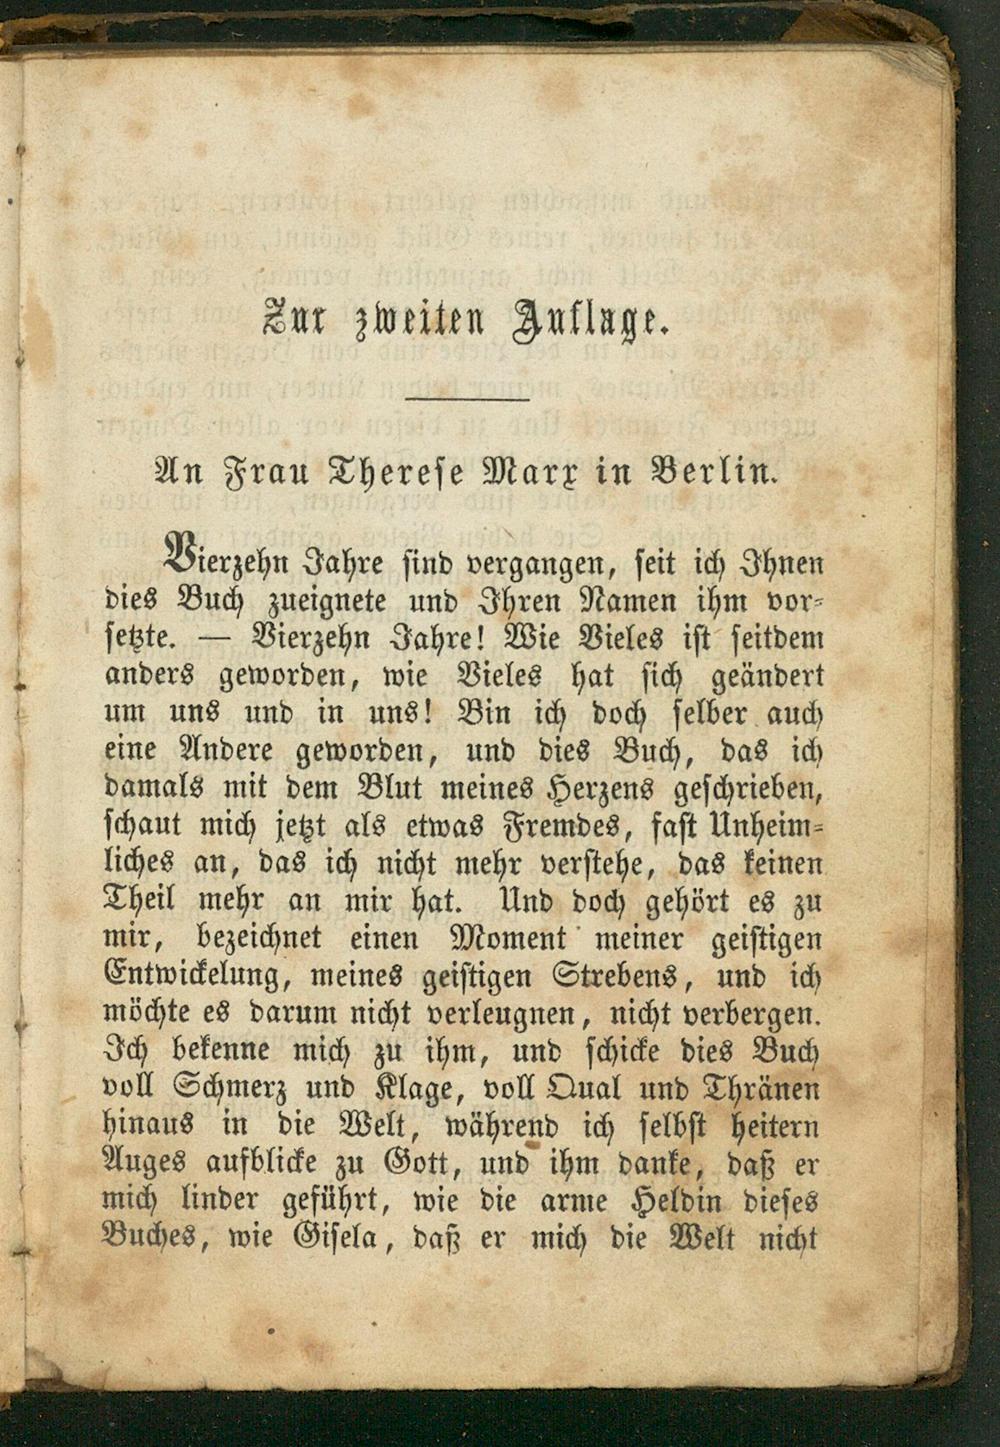 Zur zweiten Auflage.
An Frau Therese Marx in Berlin.
Vierzehn Jahre sind vergangen, seit ich Ihnen
dies Buch zueignete und Ihren Namen ihm vor-
setzte. — Vierzehn Jahre! Wie Vieles ist seitdem
anders geworden, wie Vieles hat sich geändert
um uns und in uns! Bin ich doch selber auch
eine Andere geworden, und dies Buch, das ich
damals mit dem Blut meines Herzens geschrieben,
schaut mich jetzt als etwas Fremdes, fast Unheim-
liches an, das ich nicht mehr verstehe, das keinen
Theil mehr an mir hat. Und doch gehört es zu
mir, bezeichnet einen Moment meiner geistigen
Entwickelung, meines geistigen Strebens, und ich
möchte es darum nicht verleugnen, nicht verbergen.
Ich bekenne mich zu ihm, und schicke dies Buch
voll Schmerz und Klage, voll Qual und Thränen
hinaus in die Welt, während ich selbst heitern
Auges aufblicke zu Gott, und ihm danke, daß er
mich linder geführt, wie die arme Heldin dieses
Buches, wie Gisela, daß er mich die Welt nicht